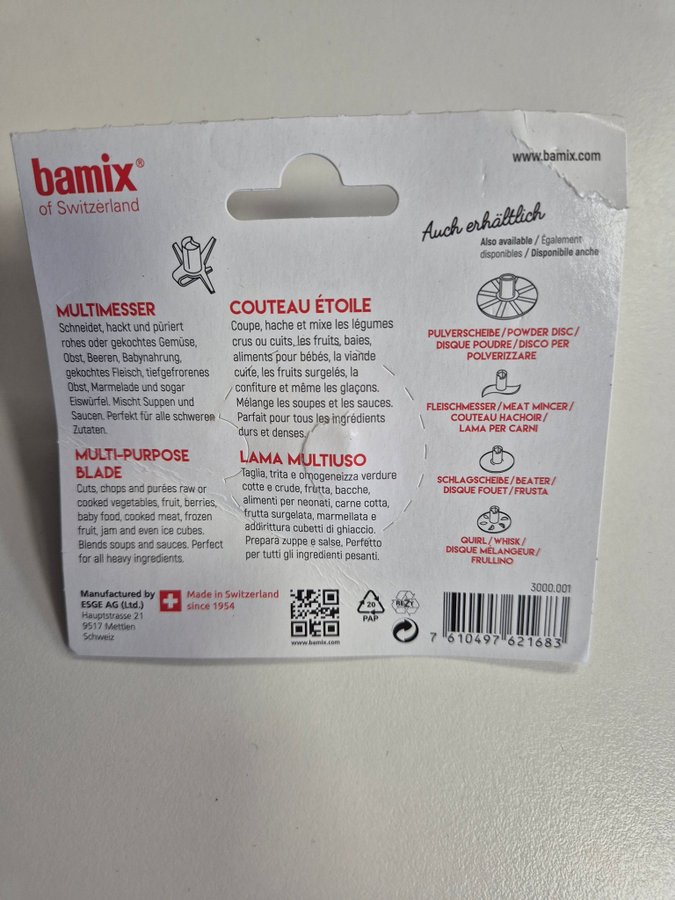 bamix®
of Switzerland
www.bamix.com
Auch erhältlich
Also available / Également
disponibles / Disponibile anche
MULTIMESSER
Schneidet, hackt und püriert
rohes oder gekochtes Gemüse,
Obst, Beeren, Babynahrung,
gekochtes Fleisch, tiefgefrorenes
Obst, Marmelade und sogar
Eiswürfel. Mischt Suppen und
Saucen. Perfekt für alle schweren
Zutaten.
MULTI-PURPOSE
BLADE
Cuts, chops and purées raw or
cooked vegetables, fruit, berries,
baby food, cooked meat, frozen
fruit, jam and even ice cubes.
Blends soups and sauces. Perfect
for all heavy ingredients.
COUTEAU ÉTOILE
Coupe, hache et mixe les légumes
crus ou cuits, les fruits, baies,
aliments pour bébés, la viande
cuite, les fruits surgelés, la
confiture et même les glaçons.
Mélange les soupes et les sauces.
Parfait pour tous les ingrédients
durs et denses.
LAMA MULTIUSO
Taglia, trita e omogeneizza verdure
cotte e crude, frutta, bacche,
alimenti per neonati, carne cotta,
frutta surgelata, marmellata e
addirittura cubetti di ghiaccio.
Prepara zuppe e salse. Perfetto
per tutti gli ingredienti pesanti.
PULVERSCHEIBE / POWDER DISC /
DISQUE POUDRE / DISCO PER
POLVERIZZARE
FLEISCHMESSER / MEAT MINCER /
COUTEAU HACHOIR /
LAMA PER CARNI
SCHLAGSCHEIBE / BEATER /
DISQUE FOUET / FRUSTA
QUIRL / WHISK /
DISQUE MÉLANGEUR /
FRULLINO
Manufactured by
ESGE AG (Ltd.)
Hauptstrasse 21
9517 Mettlen
Schweiz
Made in Switzerland
since 1954
www.bamix.com
20
PAP
REZY
3000.001
7 610497 621683